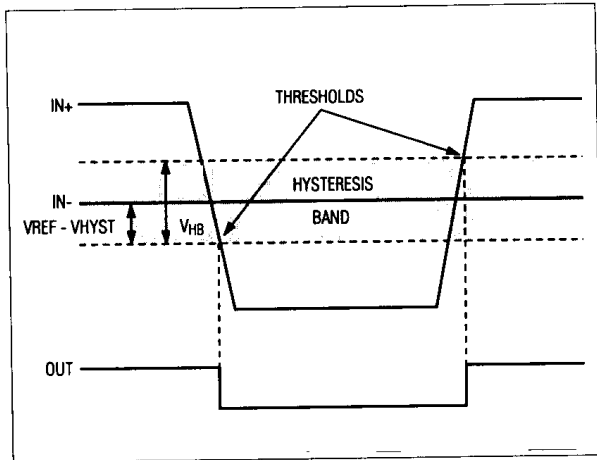 IN+
THRESHOLDS
HYSTERESIS
IN-
BAND
VREF - VHYST
VHB
OUT